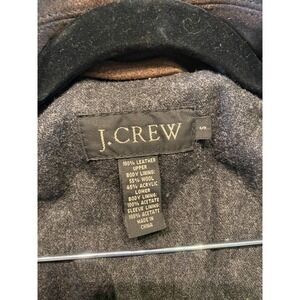 J.CREW
S
100% LEATHER
UPPER
BODY LINING:
55% WOOL
45% ACRYLIC
LOWER
BODY LINING:
100% ACETATE
SLEEVE LINING:
100% ACETATE
MADE IN
CHINA